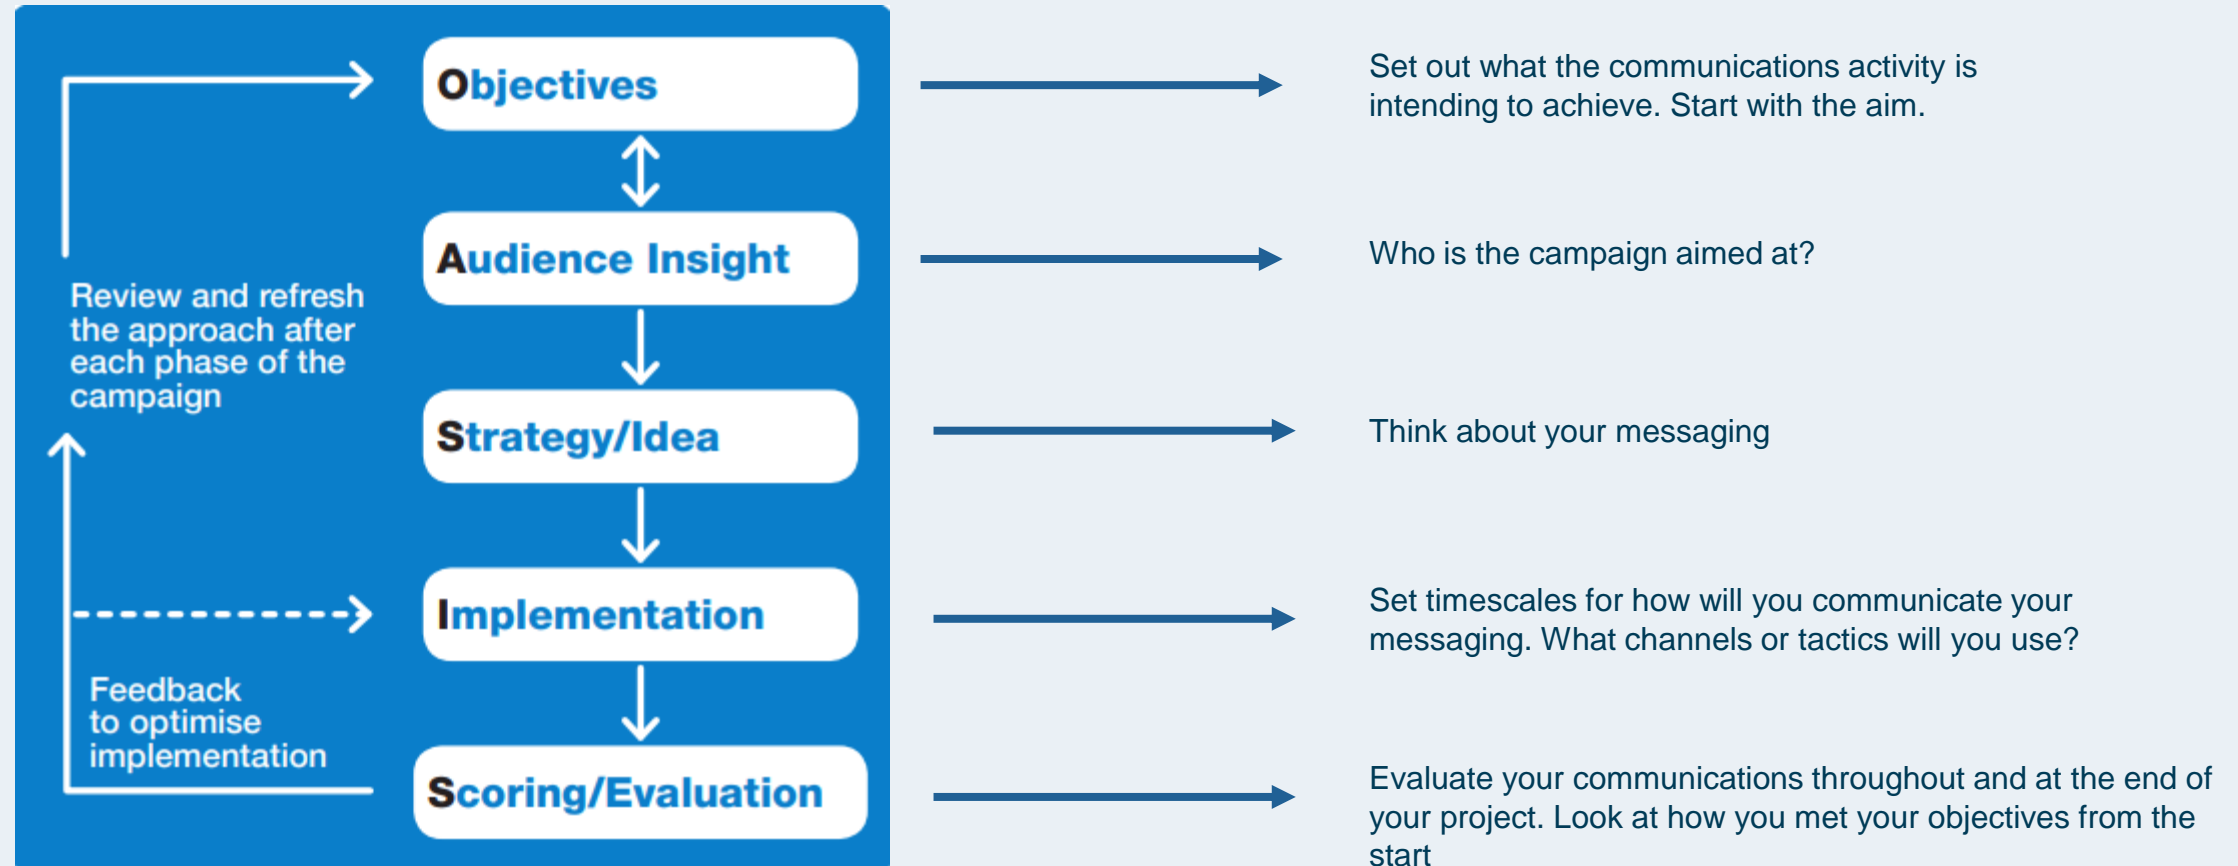 Objectives
Set out what the communications activity is
intending to achieve. Start with the aim.
Audience Insight
Who is the campaign aimed at?
Review and refresh
the approach after
each phase of the
campaign
Strategy/Idea
Think about your messaging
Implementation
Set timescales for how will you communicate your
messaging. What channels or tactics will you use?
Feedback
to optimise
implementation
Scoring/Evaluation
Evaluate your communications throughout and at the end of
your project. Look at how you met your objectives from the
start